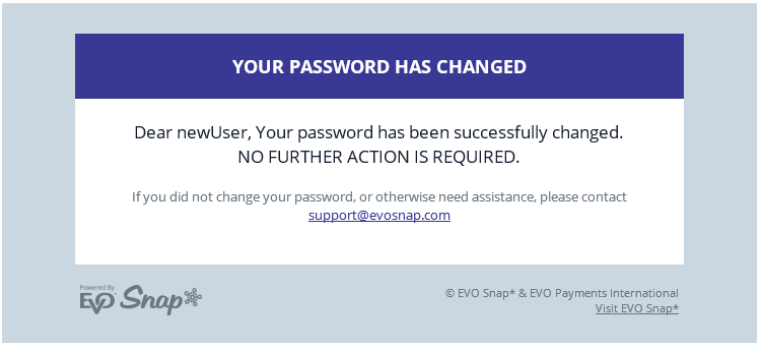 YOUR PASSWORD HAS CHANGED
Dear newUser, Your password has been successfully changed.
NO FURTHER ACTION IS REQUIRED.
If you did not change your password, or otherwise need assistance, please contact
support@evosnap.com
Powered By
EVO Snap*
© EVO Snap* & EVO Payments International
Visit EVO Snap*